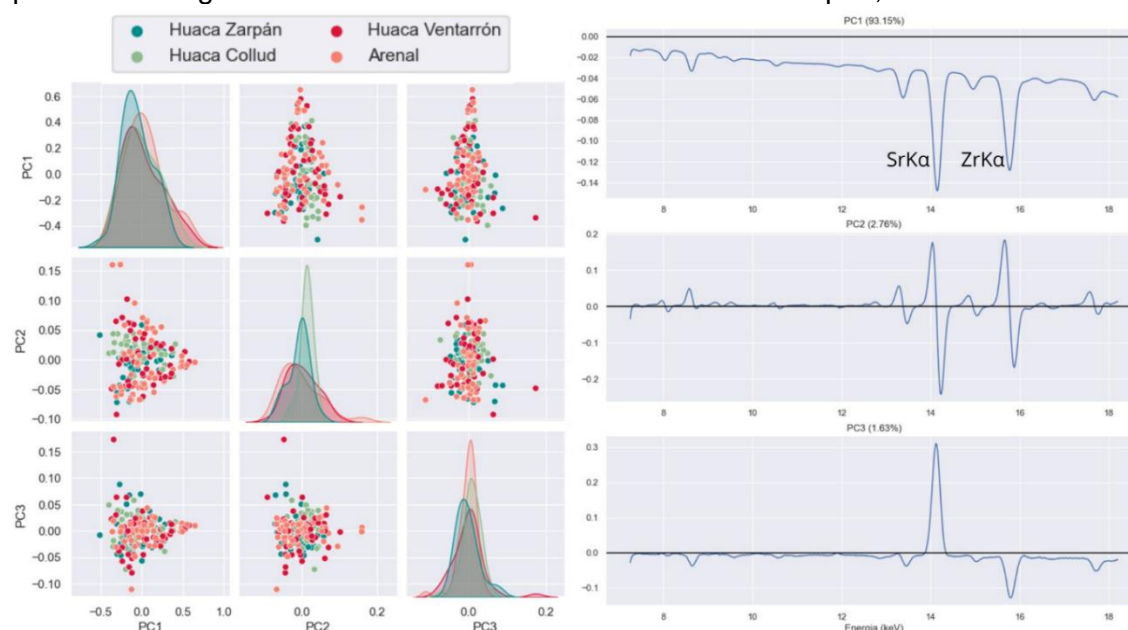 Huaca Zarpán Huaca Ventarrón
Huaca Collud Arenal
PC1
0.6
0.4
0.2
0.0
−0.2
−0.4
PC2
0.15
0.10
0.05
0.00
−0.05
−0.10
PC3
0.15
0.10
0.05
0.00
−0.05
−0.10
−0.5 0.0 0.5 1.0
PC1
0.0 0.2
PC2
0.0 0.2
PC3
PC1 (93.15%)
0.00
−0.02
−0.04
−0.06
−0.08
−0.10
−0.12
−0.14
SrKα ZrKα
8 10 12 14 16 18
PC2 (2.76%)
0.2
0.1
0.0
−0.1
−0.2
8 10 12 14 16 18
PC3 (1.63%)
0.3
0.2
0.1
0.0
−0.1
8 10 12 14 16 18
Energia (keV)